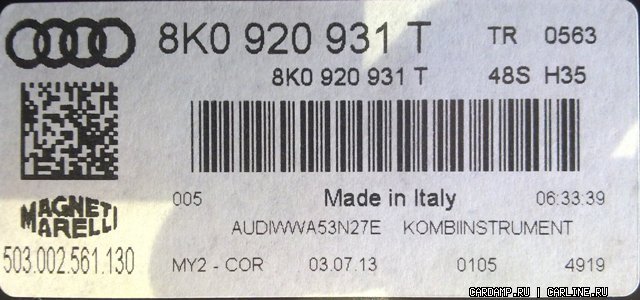 8K0 920 931 T TR 0563
8K0 920 931 T 48S H35
005 Made in Italy 06:33:39
MAGNETI
MARELLI
AUDIWWA53N27E KOMBIINSTRUMENT
503.002.561.130
MY2 - COR 03.07.13 0105 4919
CARDAMP.RU | CARLINE.RU